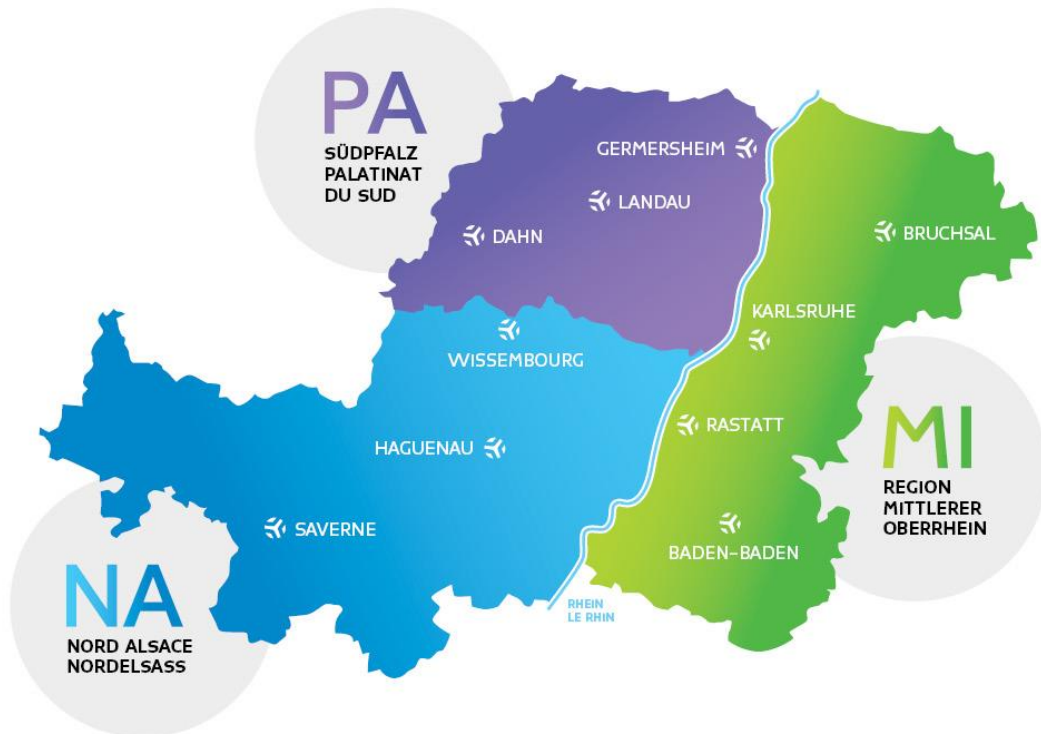 PA
SÜDPFALZ
PALATINAT
DU SUD
GERMERSHEIM
LANDAU
DAHN
BRUCHSAL
KARLSRUHE
WISSEMBOURG
RASTATT
HAGUENAU
MI
REGION
MITTLERER
OBERRHEIN
SAVERNE
BADEN-BADEN
NA
NORD ALSACE
NORDELSASS
RHEIN
LE RHIN